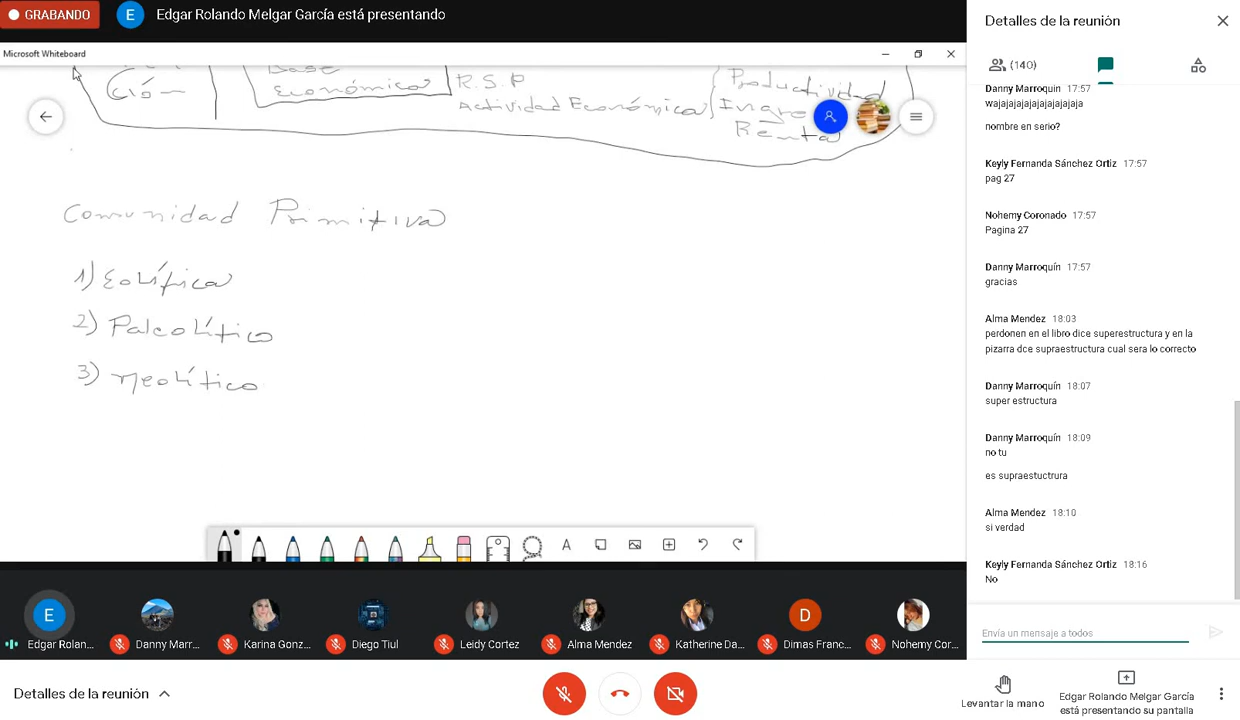 GRABANDO
E
Edgar Rolando Melgar García está presentando
Microsoft Whiteboard
ción
Base
Económica
R.S.P
Actividad Económica
Productividad
Ingre
Renta
Comunidad Primitiva
1) Eolítica
2) Paleolítico
3) Neolítico
A
E
D
Edgar Rolan...
Danny Marr...
Karina Gonz...
Diego Tiul
Leidy Cortez
Alma Mendez
Katherine Da...
Dimas Franc...
Nohemy Cor...
Detalles de la reunión
Levantar la mano
Edgar Rolando Melgar García
está presentando su pantalla
Detalles de la reunión
(140)
Danny Marroquín 17:57
wajajajajajajajajajaja
nombre en serio?
Keyly Fernanda Sánchez Ortiz 17:57
pag 27
Nohemy Coronado 17:57
Pagina 27
Danny Marroquín 17:57
gracias
Alma Mendez 18:03
perdonen en el libro dice superestructura y en la
pizarra dce supraestructura cual sera lo correcto
Danny Marroquín 18:07
super estructura
Danny Marroquín 18:09
no tu
es supraestuctrura
Alma Mendez 18:10
si verdad
Keyly Fernanda Sánchez Ortiz 18:16
No
Envía un mensaje a todos